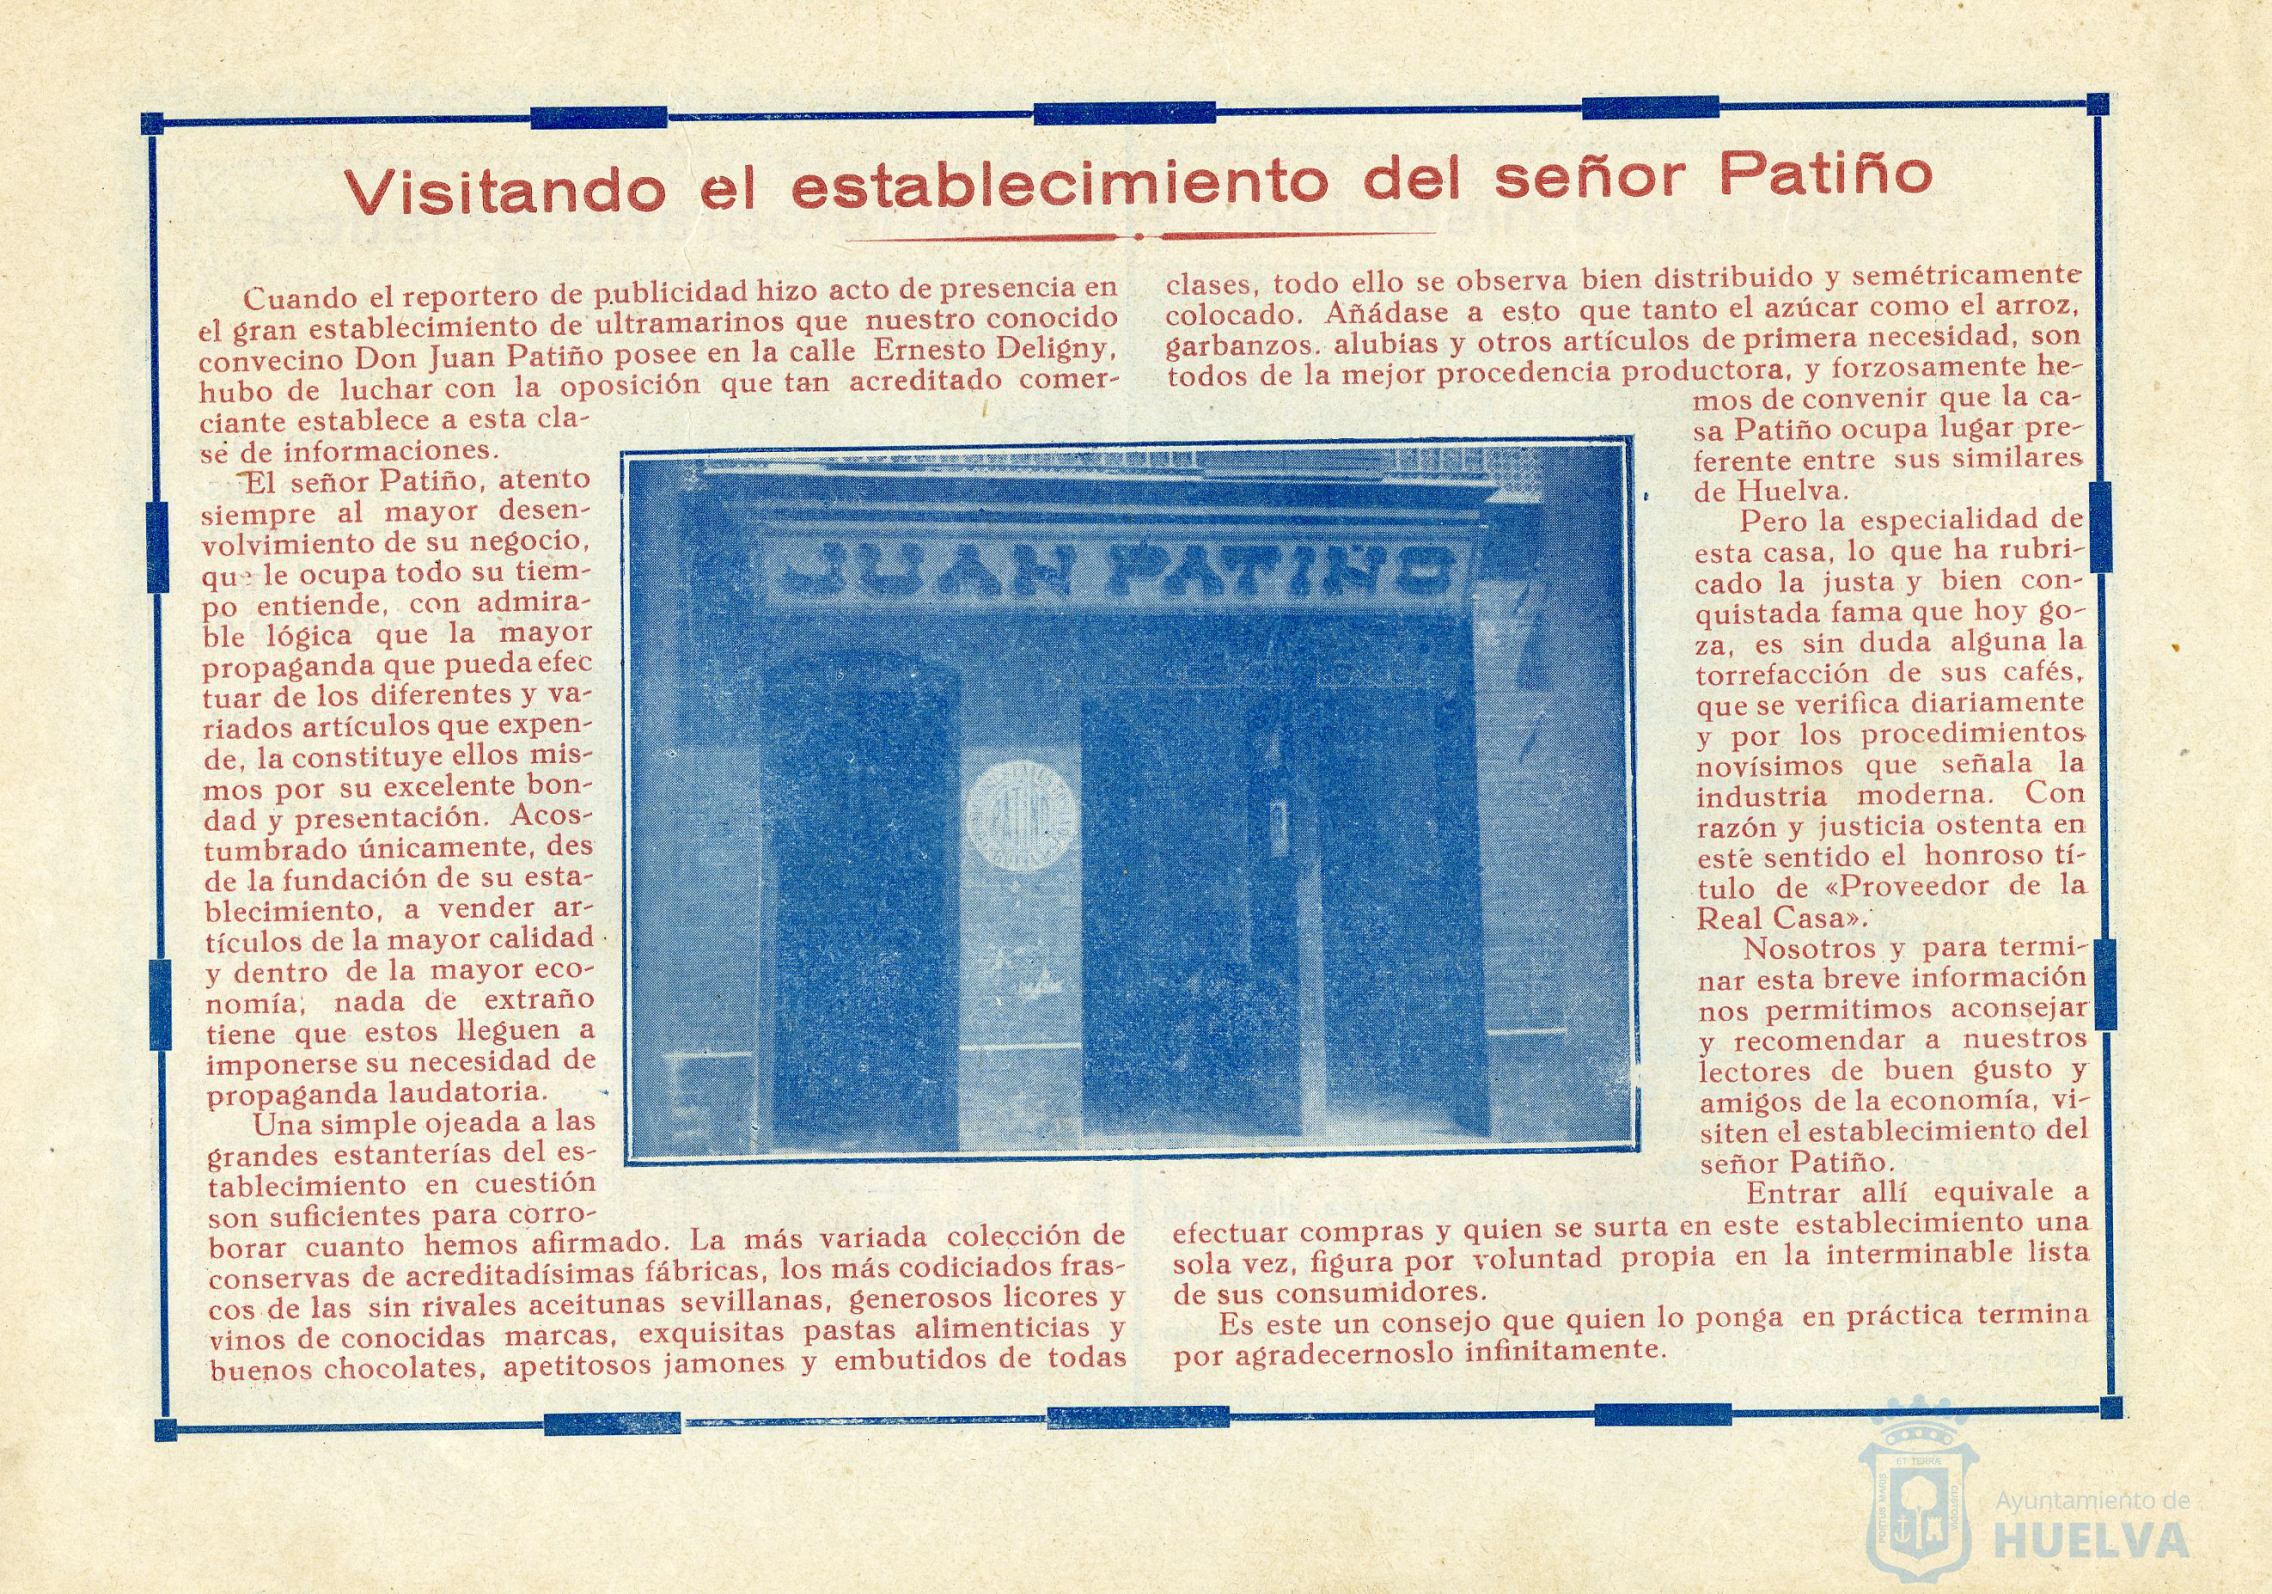 Visitando el establecimiento del señor Patiño
Cuando el reportero de publicidad hizo acto de presencia en
el gran establecimiento de ultramarinos que nuestro conocido
convecino Don Juan Patiño posee en la calle Ernesto Deligny,
hubo de luchar con la oposición que tan acreditado comer-
ciante establece a esta cla-
se de informaciones.
El señor Patiño, atento
siempre al mayor desen-
volvimiento de su negocio,
que le ocupa todo su tiem-
po entiende, con admira-
ble lógica que la mayor
propaganda que pueda efec
tuar de los diferentes y va-
riados artículos que expen-
de, la constituye ellos mis-
mos por su excelente bon-
dad y presentación. Acos-
tumbrado únicamente, des
de la fundación de su esta-
blecimiento, a vender ar-
tículos de la mayor calidad
y dentro de la mayor eco-
nomía; nada de extraño
tiene que estos lleguen a
imponerse su necesidad de
propaganda laudatoria.
Una simple ojeada a las
grandes estanterías del es-
tablecimiento en cuestión
son suficientes para corro-
borar cuanto hemos afirmado. La más variada colección de
conservas de acreditadísimas fábricas, los más codiciados fras-
cos de las sin rivales aceitunas sevillanas, generosos licores y
vinos de conocidas marcas, exquisitas pastas alimenticias y
buenos chocolates, apetitosos jamones y embutidos de todas
clases, todo ello se observa bien distribuido y semétricamente
colocado. Añádase a esto que tanto el azúcar como el arroz,
garbanzos. alubias y otros artículos de primera necesidad, son
todos de la mejor procedencia productora, y forzosamente he-
mos de convenir que la ca-
sa Patiño ocupa lugar pre-
ferente entre sus similares
de Huelva.
Pero la especialidad de
esta casa, lo que ha rubri-
cado la justa y bien con-
quistada fama que hoy go-
za, es sin duda alguna la
torrefacción de sus cafés,
que se verifica diariamente
y por los procedimientos
novísimos que señala la
industria moderna. Con
razón y justicia ostenta en
este sentido el honroso tí-
tulo de «Proveedor de la
Real Casa».
Nosotros y para termi-
nar esta breve información
nos permitimos aconsejar
y recomendar a nuestros
lectores de buen gusto y
amigos de la economía, vi-
siten el establecimiento del
señor Patiño.
Entrar allí equivale a
efectuar compras y quien se surta en este establecimiento una
sola vez, figura por voluntad propia en la interminable lista
de sus consumidores.
Es este un consejo que quien lo ponga en práctica termina
por agradecernoslo infinitamente.
JUAN PATIÑO
PATIÑO
PORTUS MARIS ET TERRÆ CUSTODIA
Ayuntamiento de
HUELVA